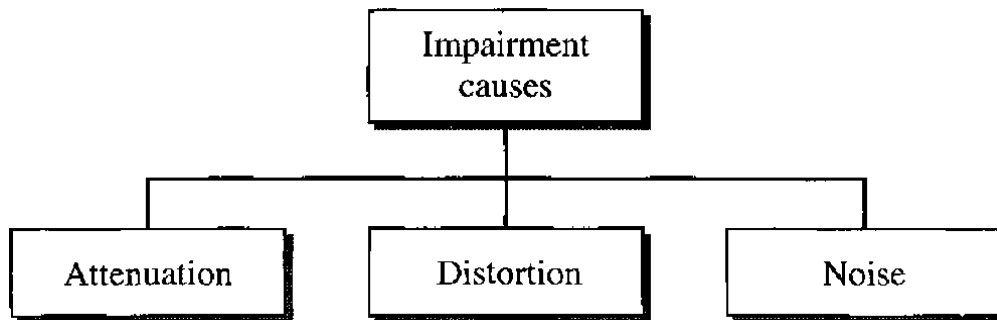 Impairment
causes
Attenuation
Distortion
Noise